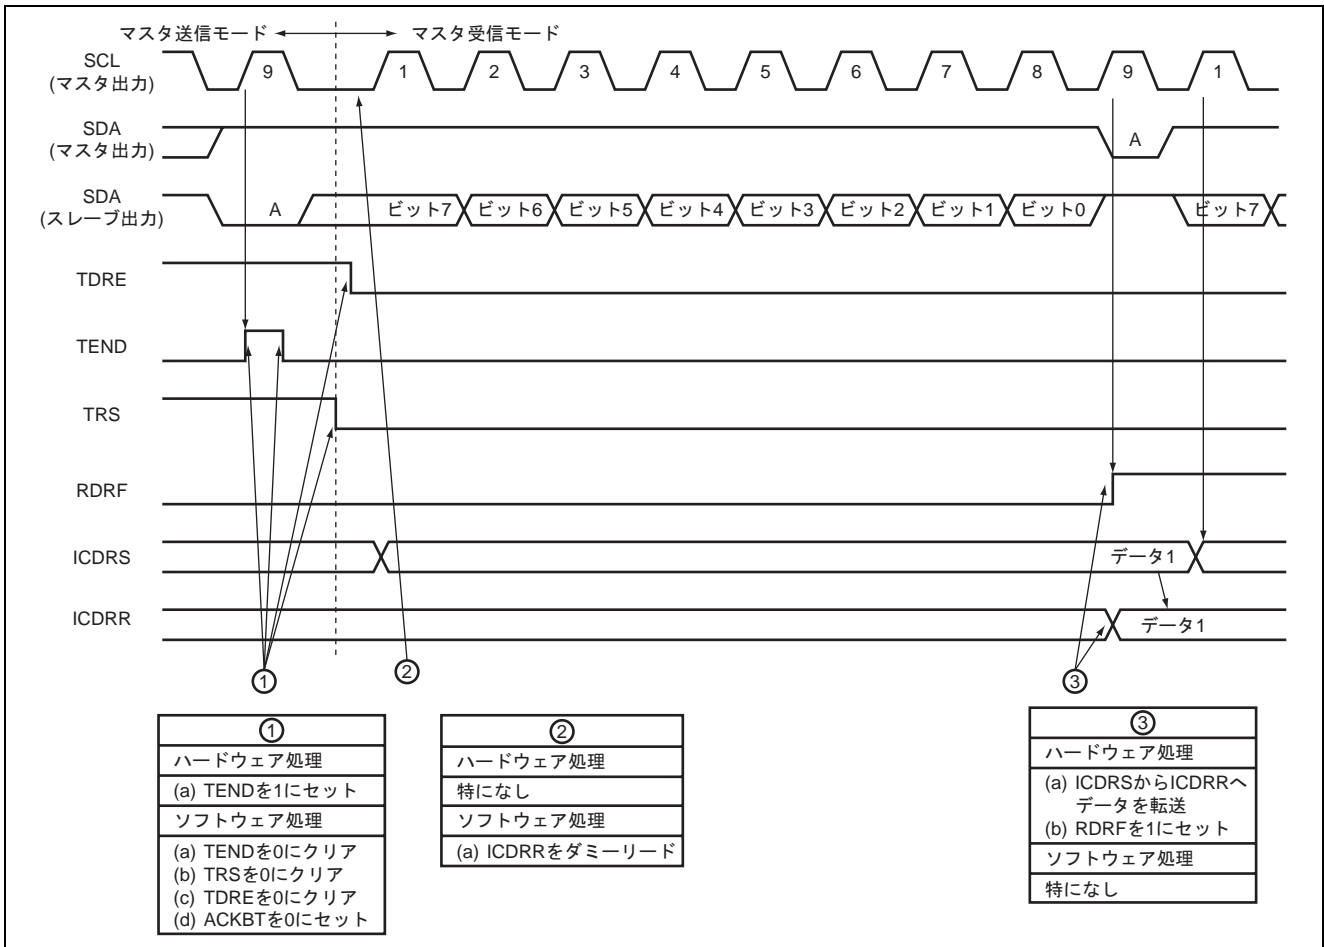 マスタ送信モード マスタ受信モード
SCL
(マスタ出力)
9 1 2 3 4 5 6 7 8 9 1
SDA
(マスタ出力)
A
SDA
(スレーブ出力)
A ビット7 ビット6 ビット5 ビット4 ビット3 ビット2 ビット1 ビット0 ビット7
TDRE
TEND
TRS
RDRF
ICDRS
データ1
ICDRR
データ1
① ② ③
①
ハードウェア処理
(a) TENDを1にセット
ソフトウェア処理
(a) TENDを0にクリア
(b) TRSを0にクリア
(c) TDREを0にクリア
(d) ACKBTを0にセット
②
ハードウェア処理
特になし
ソフトウェア処理
(a) ICDRRをダミーリード
③
ハードウェア処理
(a) ICDRSからICDRRへ
データを転送
(b) RDRFを1にセット
ソフトウェア処理
特になし